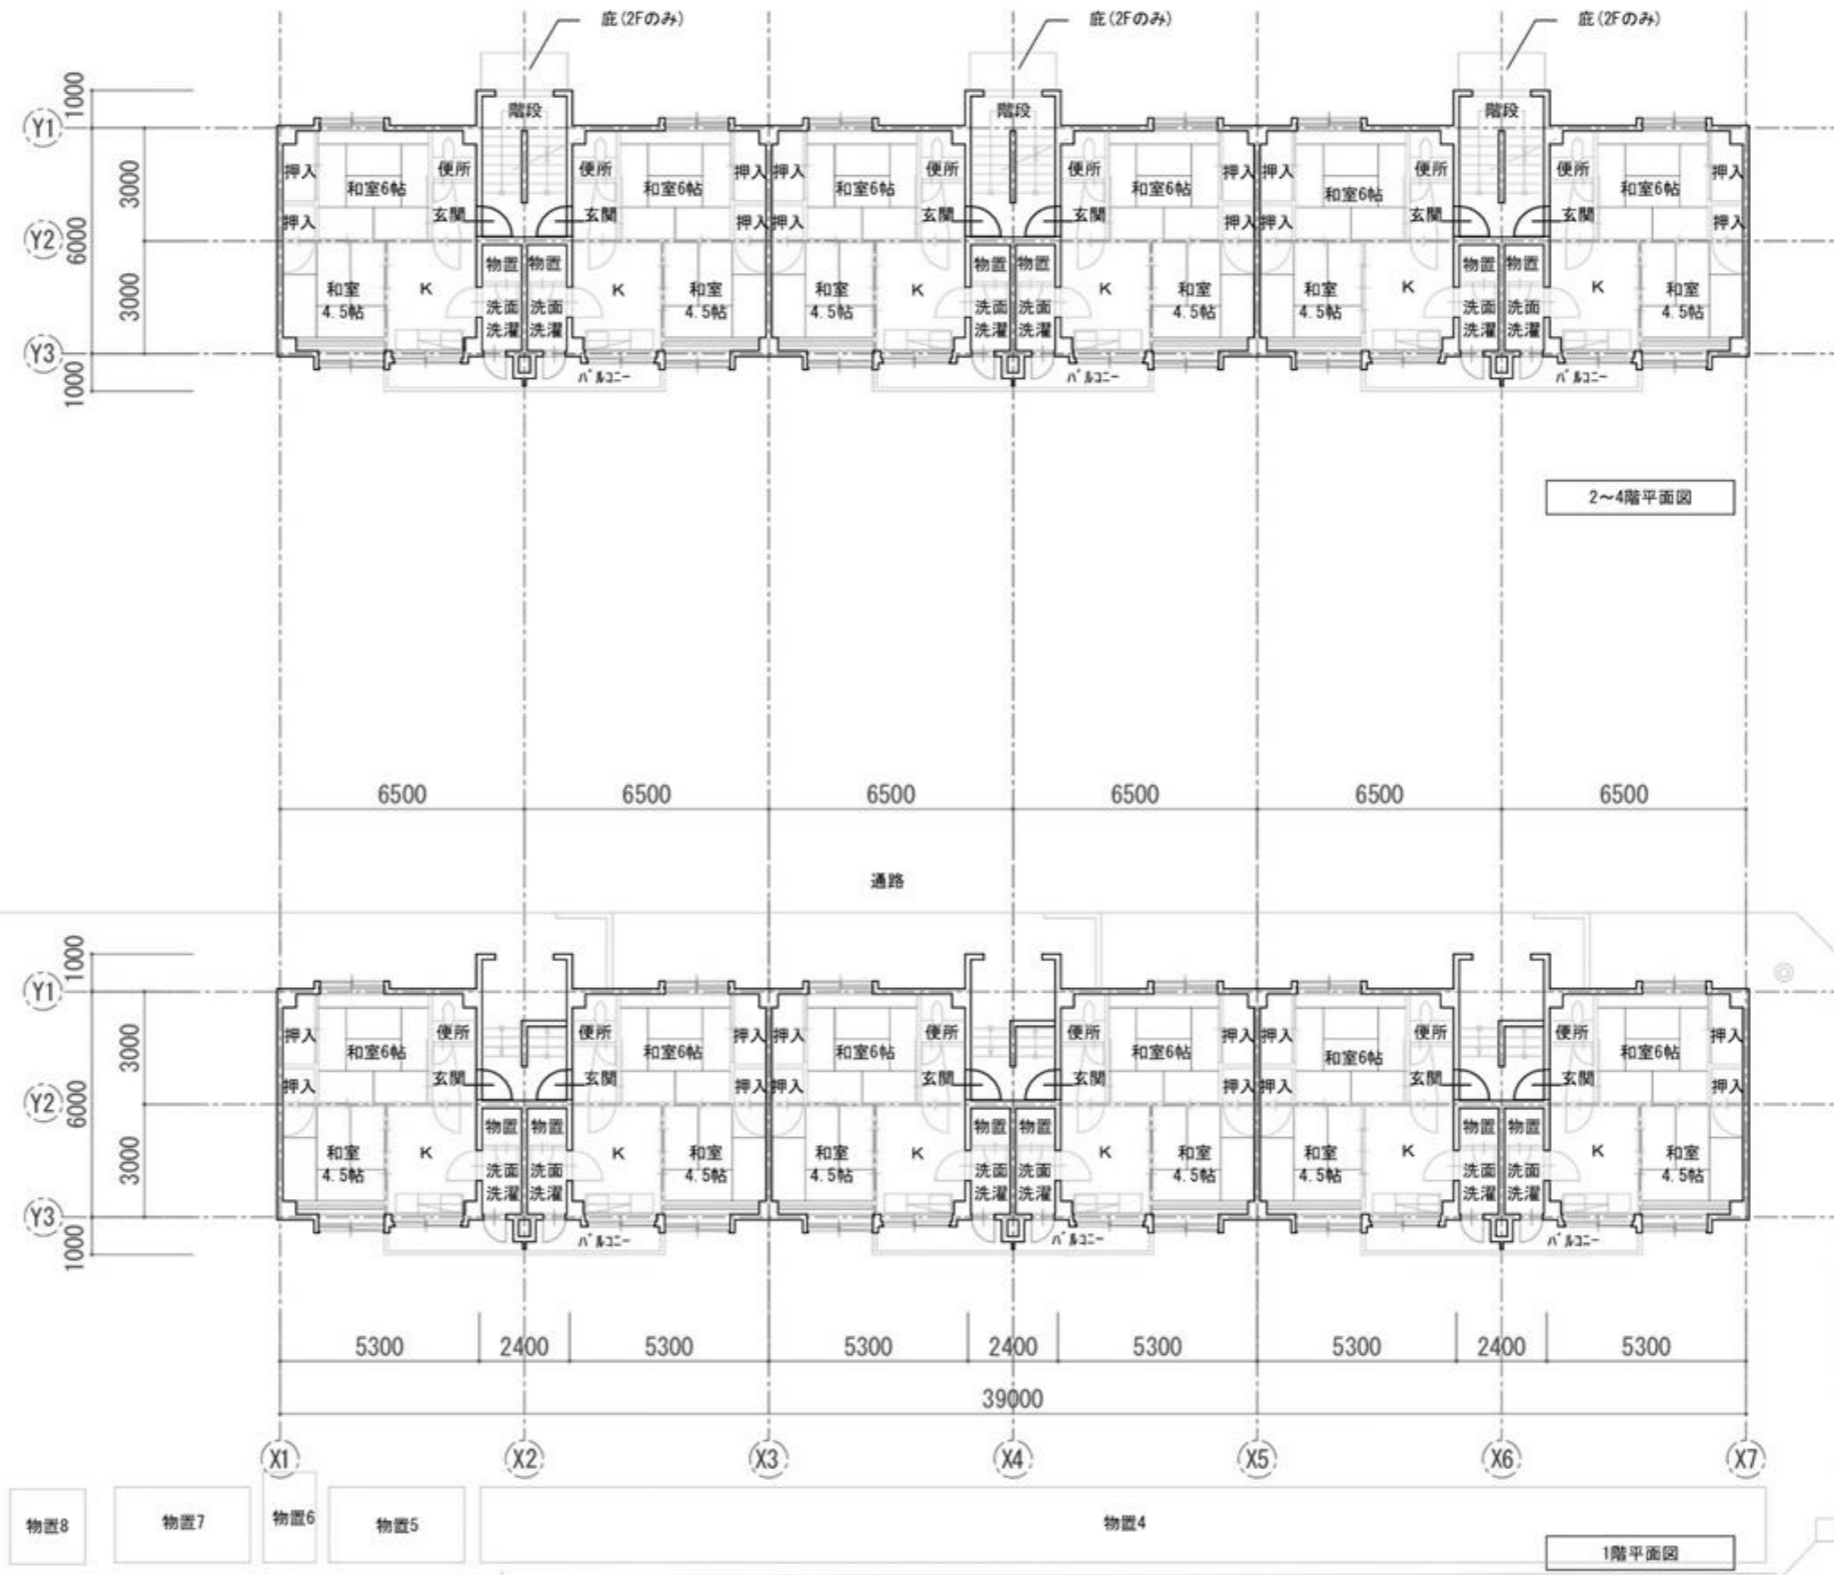 庇(2Fのみ) 庇(2Fのみ) 庇(2Fのみ)
1000
階段 階段 階段
Y1
押入 和室6帖 便所 便所 和室6帖 押入 押入 和室6帖 便所 便所 和室6帖 押入 押入 和室6帖 便所 便所 和室6帖 押入
3000
押入 玄関 玄関 押入 押入 玄関 玄関 押入 押入 玄関 玄関 押入
Y2
6000
物置 物置 物置 物置 物置 物置
和室 K K 和室 和室 K K 和室 和室 K K 和室
4.5帖 4.5帖 4.5帖 4.5帖 4.5帖 4.5帖
3000
洗面 洗面 洗面 洗面 洗面 洗面
洗濯 洗濯 洗濯 洗濯 洗濯 洗濯
Y3
バルコニー バルコニー バルコニー
1000
2～4階平面図
6500 6500 6500 6500 6500 6500
通路
1000
Y1
押入 和室6帖 便所 便所 和室6帖 押入 押入 和室6帖 便所 便所 和室6帖 押入 押入 和室6帖 便所 便所 和室6帖 押入
3000
押入 玄関 玄関 押入 押入 玄関 玄関 押入 押入 玄関 玄関 押入
Y2
6000
物置 物置 物置 物置 物置 物置
和室 K K 和室 和室 K K 和室 和室 K K 和室
4.5帖 4.5帖 4.5帖 4.5帖 4.5帖 4.5帖
3000
洗面 洗面 洗面 洗面 洗面 洗面
洗濯 洗濯 洗濯 洗濯 洗濯 洗濯
Y3
バルコニー バルコニー バルコニー
1000
5300 2400 5300 5300 2400 5300 5300 2400 5300
39000
X1 X2 X3 X4 X5 X6 X7
物置8 物置7 物置6 物置5 物置4
1階平面図